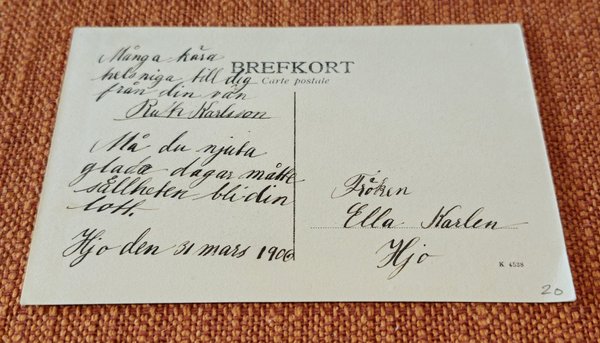 BREFKORT
Carte postale
Många kära
helsniga till dig
från din vän
Ruth Karlsson
Må du njuta
glada dagar måtte
sällheten bli din
lott.
Hjo den 31 mars 1906
Fröken
Ella Karlen
Hjo
K 4538
20